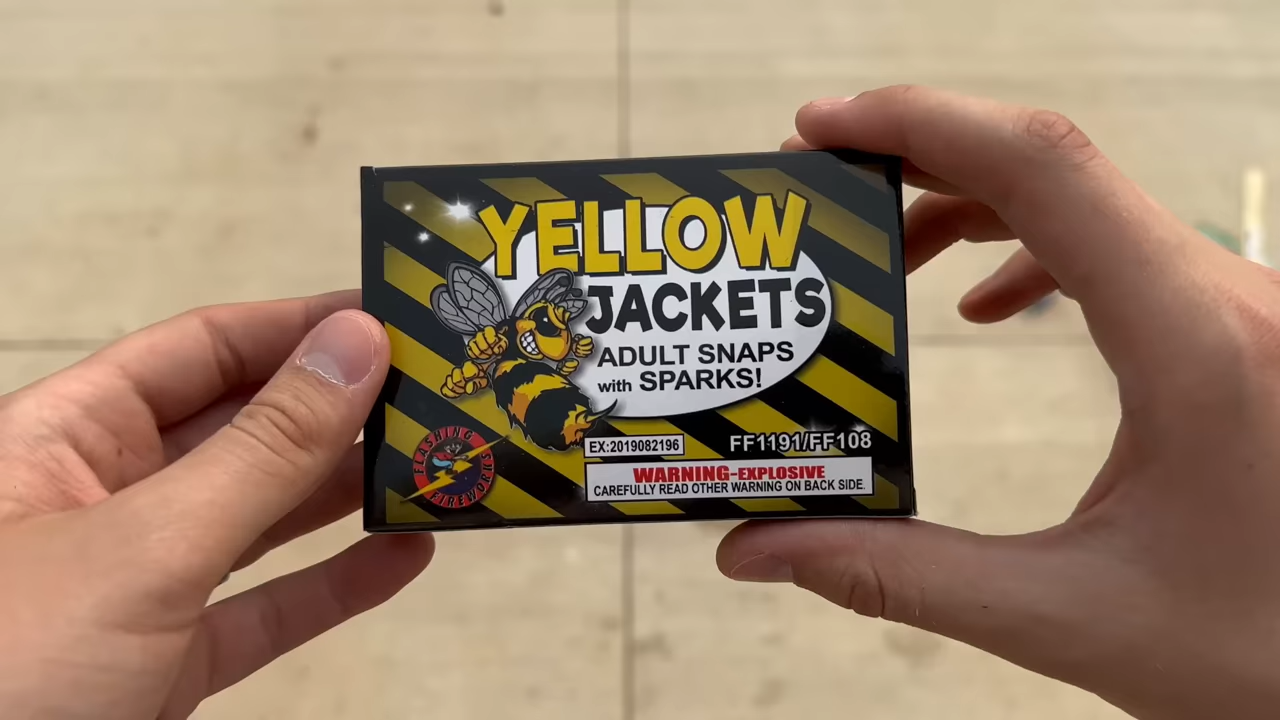 YELLOW
JACKETS
ADULT SNAPS
with SPARKS!
EX:2019082196
FF1191/FF108
FLASHING
FIREWORKS
WARNING-EXPLOSIVE
CAREFULLY READ OTHER WARNING ON BACK SIDE.